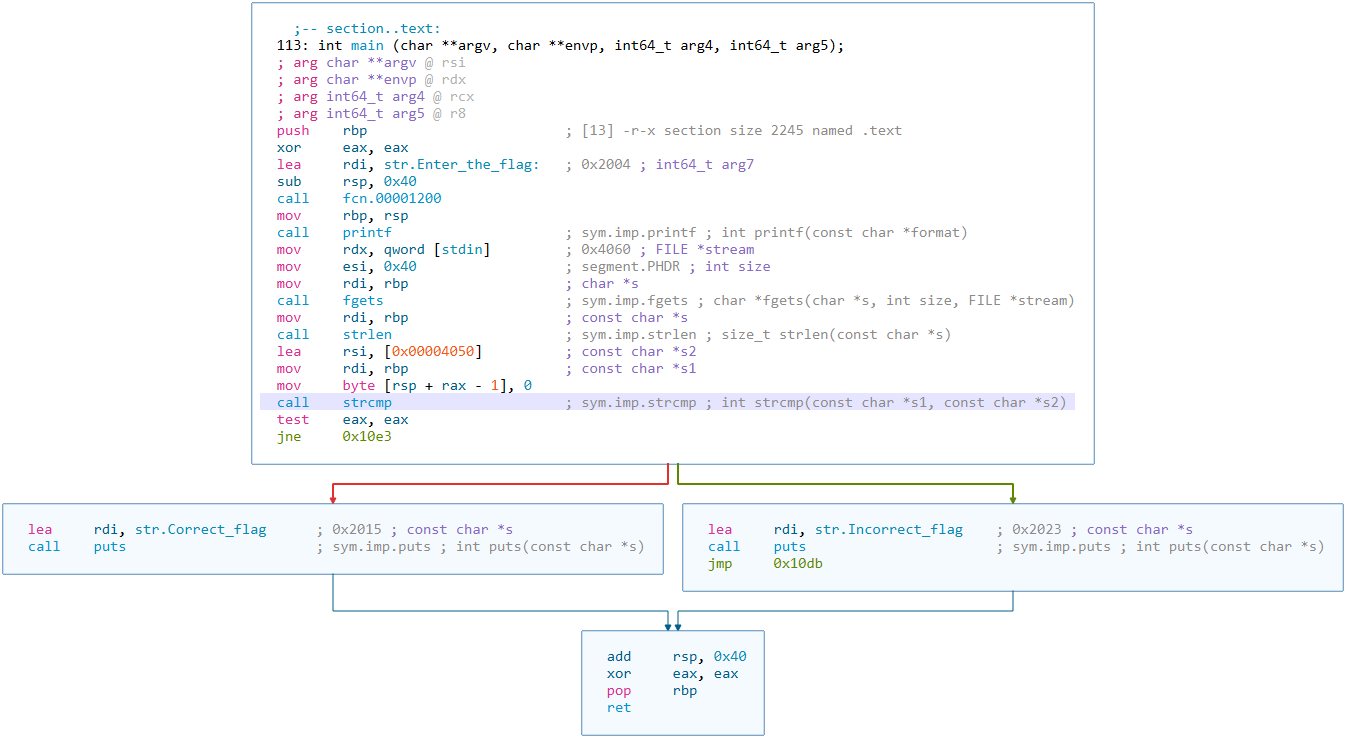 ;-- section..text:
113: int main (char **argv, char **envp, int64_t arg4, int64_t arg5);
; arg char **argv @ rsi
; arg char **envp @ rdx
; arg int64_t arg4 @ rcx
; arg int64_t arg5 @ r8
push rbp ; [13] -r-x section size 2245 named .text
xor eax, eax
lea rdi, str.Enter_the_flag: ; 0x2004 ; int64_t arg7
sub rsp, 0x40
call fcn.00001200
mov rbp, rsp
call printf ; sym.imp.printf ; int printf(const char *format)
mov rdx, qword [stdin] ; 0x4060 ; FILE *stream
mov esi, 0x40 ; segment.PHDR ; int size
mov rdi, rbp ; char *s
call fgets ; sym.imp.fgets ; char *fgets(char *s, int size, FILE *stream)
mov rdi, rbp ; const char *s
call strlen ; sym.imp.strlen ; size_t strlen(const char *s)
lea rsi, [0x00004050] ; const char *s2
mov rdi, rbp ; const char *s1
mov byte [rsp + rax - 1], 0
call strcmp ; sym.imp.strcmp ; int strcmp(const char *s1, const char *s2)
test eax, eax
jne 0x10e3
lea rdi, str.Correct_flag ; 0x2015 ; const char *s
call puts ; sym.imp.puts ; int puts(const char *s)
lea rdi, str.Incorrect_flag ; 0x2023 ; const char *s
call puts ; sym.imp.puts ; int puts(const char *s)
jmp 0x10db
add rsp, 0x40
xor eax, eax
pop rbp
ret